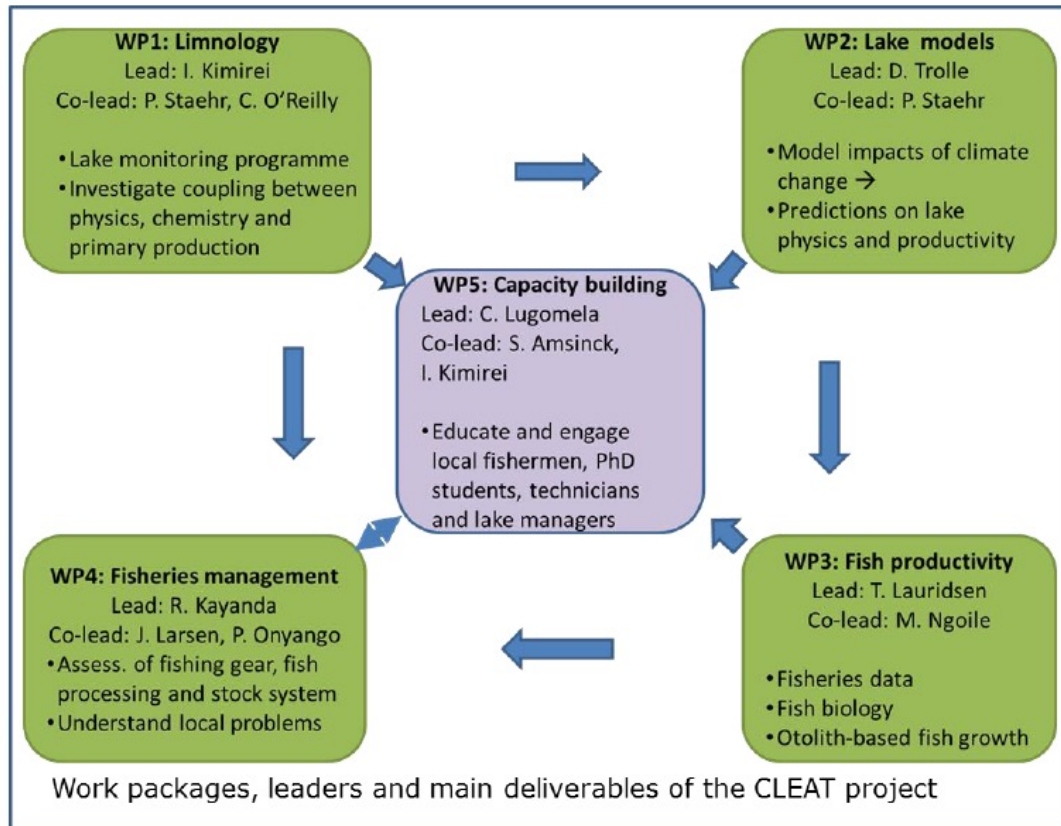 WP1: Limnology
Lead: I. Kimirei
Co-lead: P. Staehr, C. O’Reilly
•Lake monitoring programme
•Investigate coupling between
physics, chemistry and
primary production
WP2: Lake models
Lead: D. Trolle
Co-lead: P. Staehr
•Model impacts of climate
change →
•Predictions on lake
physics and productivity
WP5: Capacity building
Lead: C. Lugomela
Co-lead: S. Amsinck,
I. Kimirei
•Educate and engage
local fishermen, PhD
students, technicians
and lake managers
WP4: Fisheries management
Lead: R. Kayanda
Co-lead: J. Larsen, P. Onyango
•Assess. of fishing gear, fish
processing and stock system
•Understand local problems
WP3: Fish productivity
Lead: T. Lauridsen
Co-lead: M. Ngoile
•Fisheries data
•Fish biology
•Otolith-based fish growth
Work packages, leaders and main deliverables of the CLEAT project